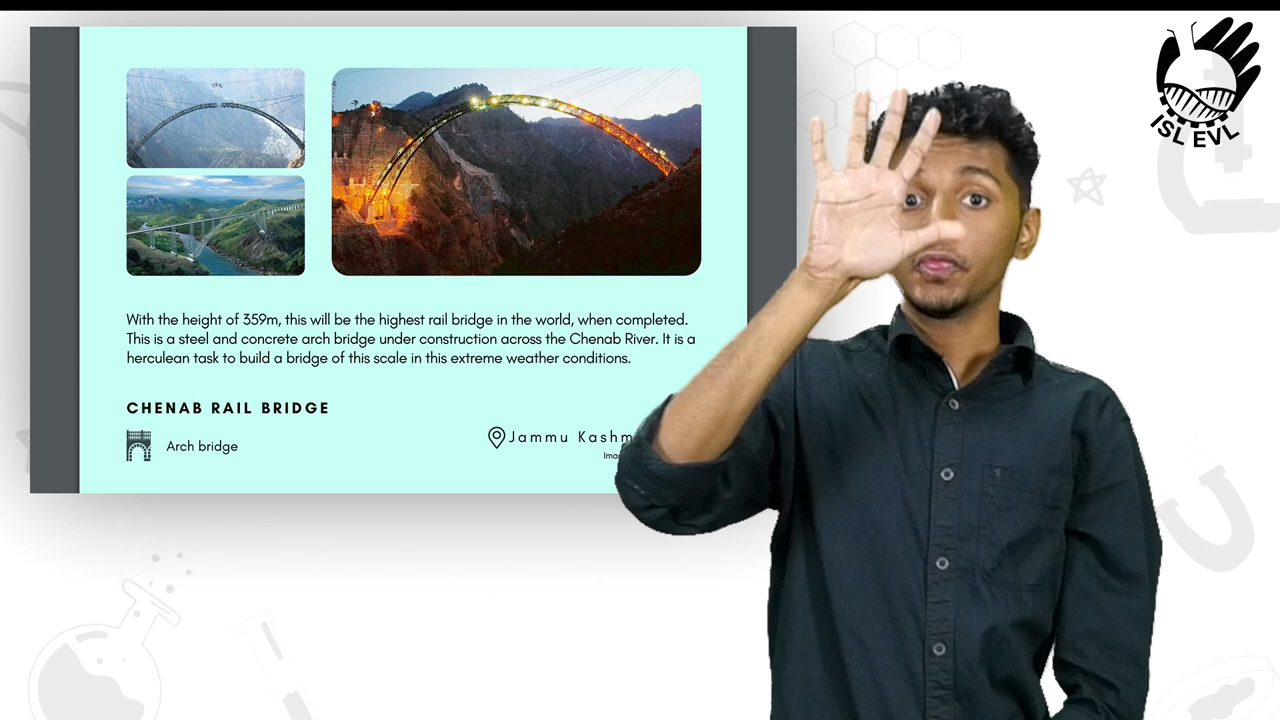 ISL EVL
With the height of 359m, this will be the highest rail bridge in the world, when completed.
This is a steel and concrete arch bridge under construction across the Chenab River. It is a
herculean task to build a bridge of this scale in this extreme weather conditions.
CHENAB RAIL BRIDGE
Arch bridge
Jammu